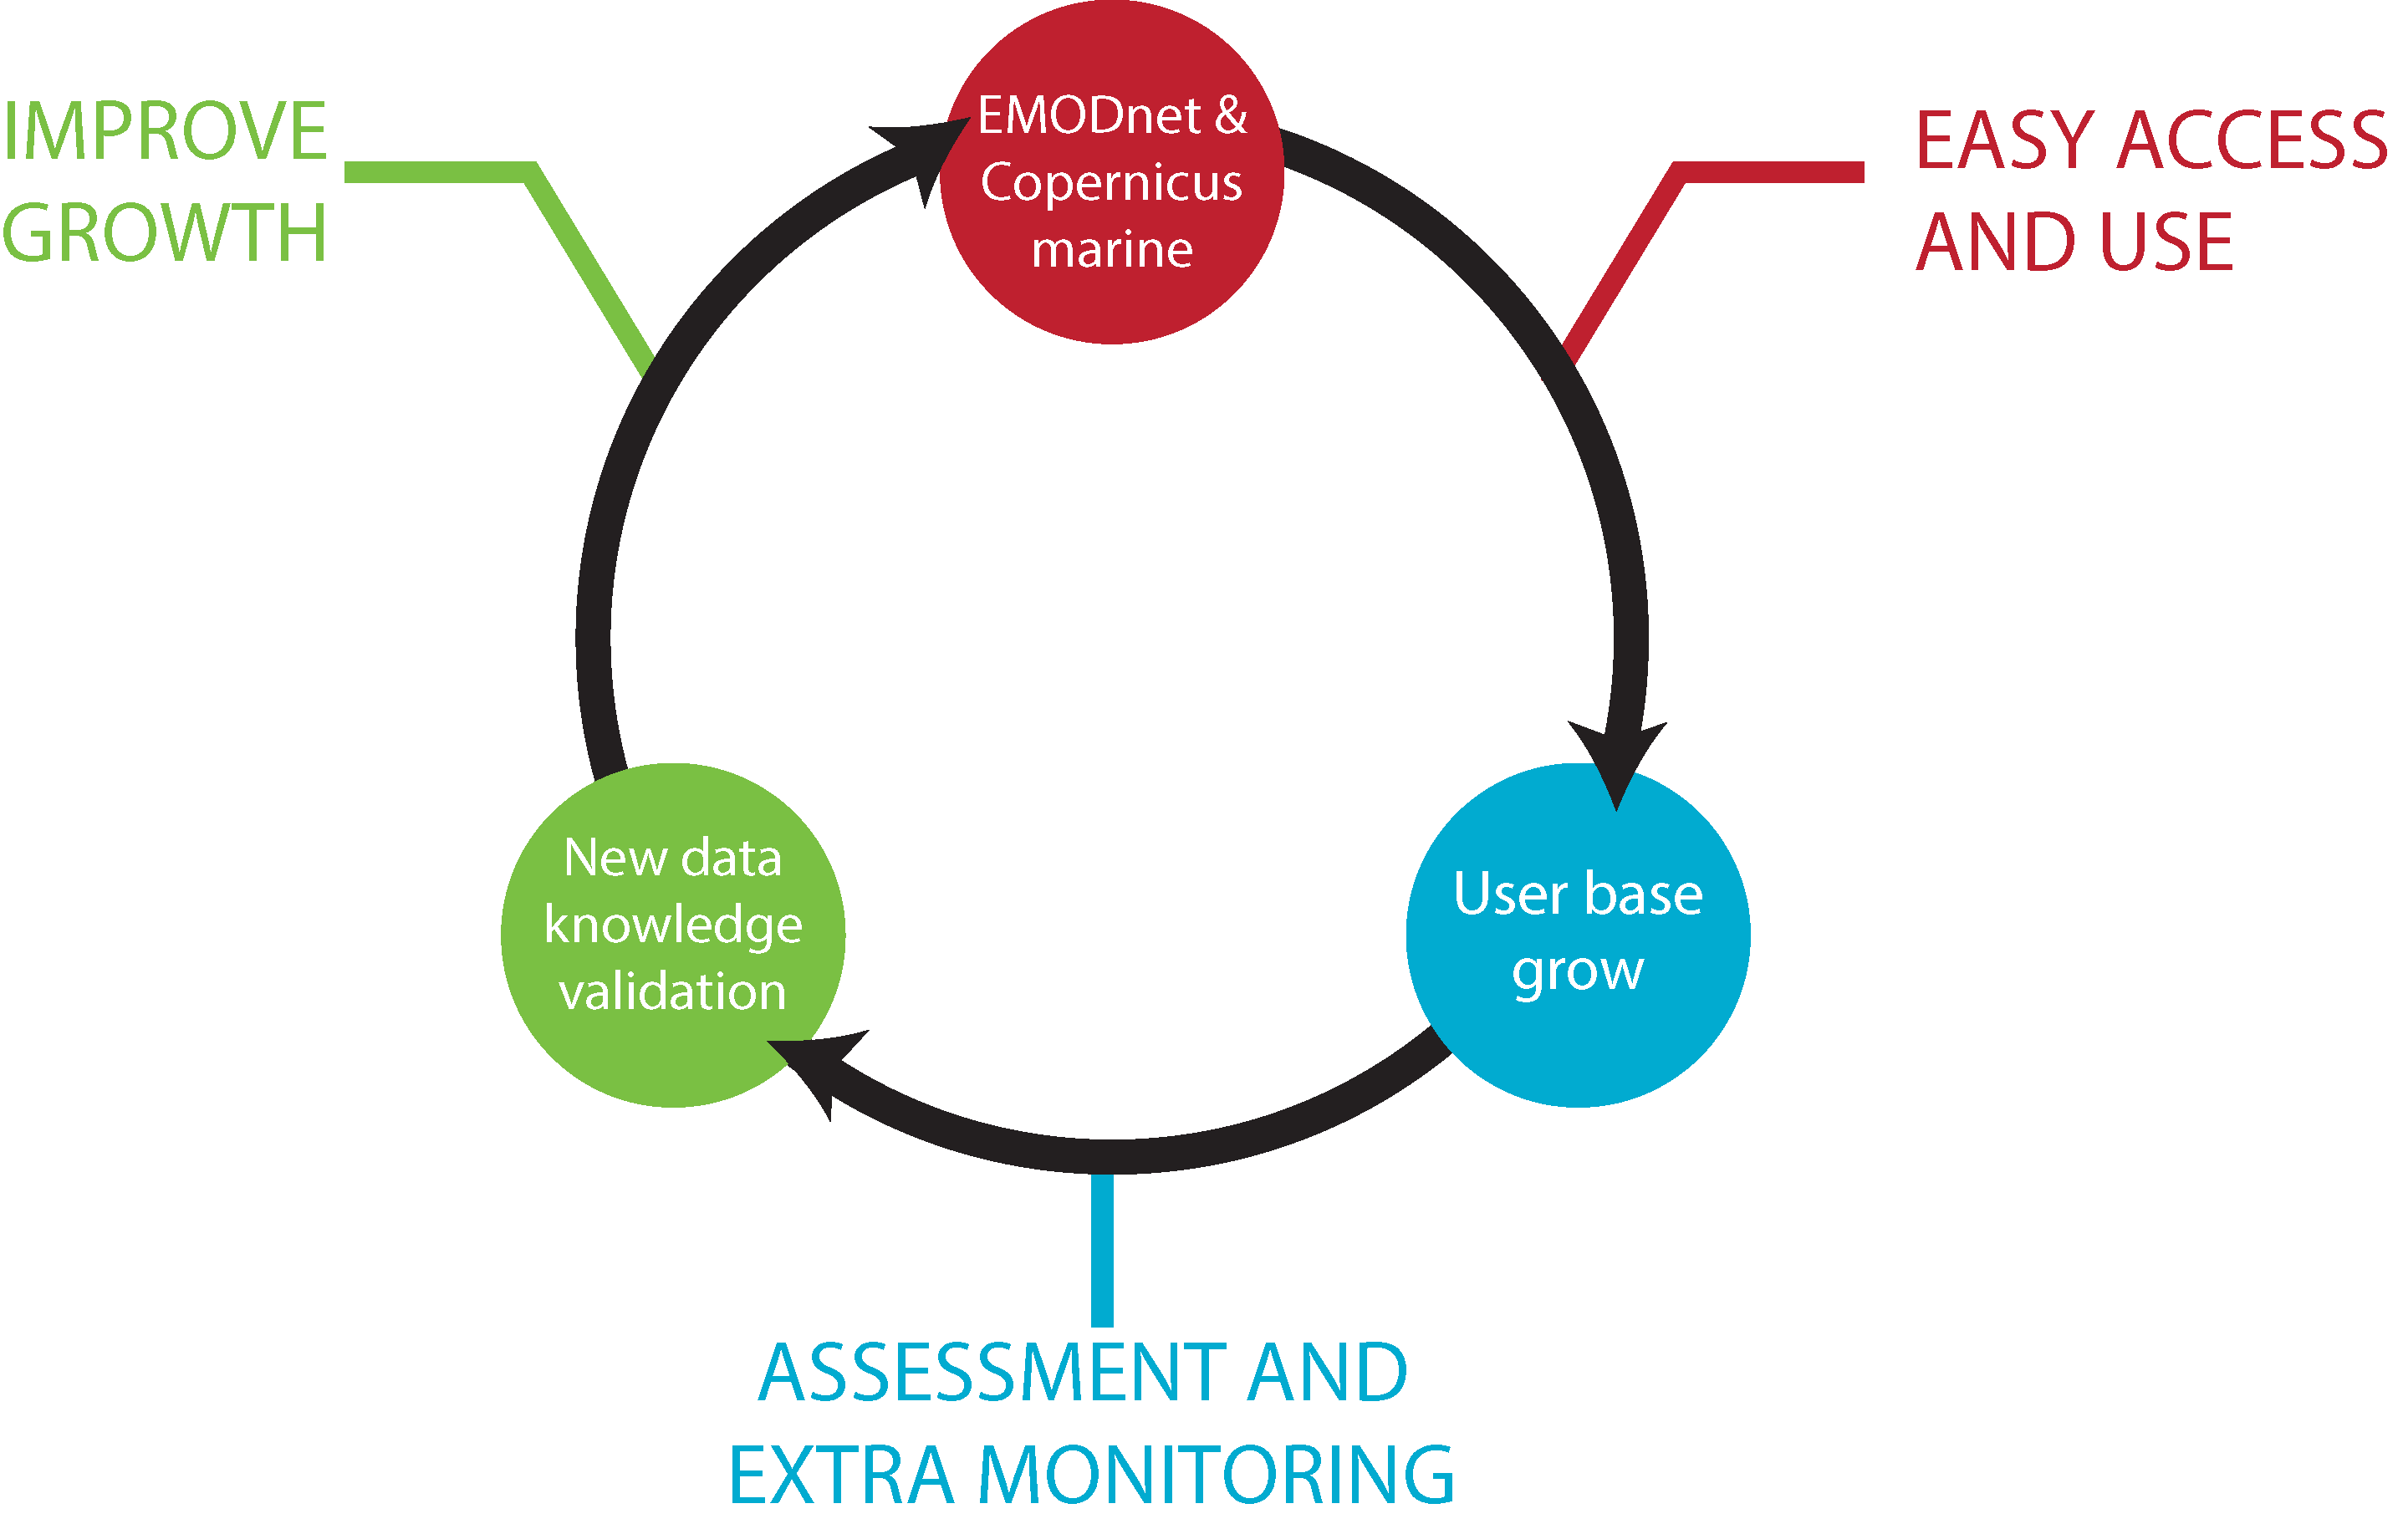 IMPROVE
GROWTH
EMODnet &
Copernicus
marine
EASY ACCESS
AND USE
New data
knowledge
validation
User base
grow
ASSESSMENT AND
EXTRA MONITORING